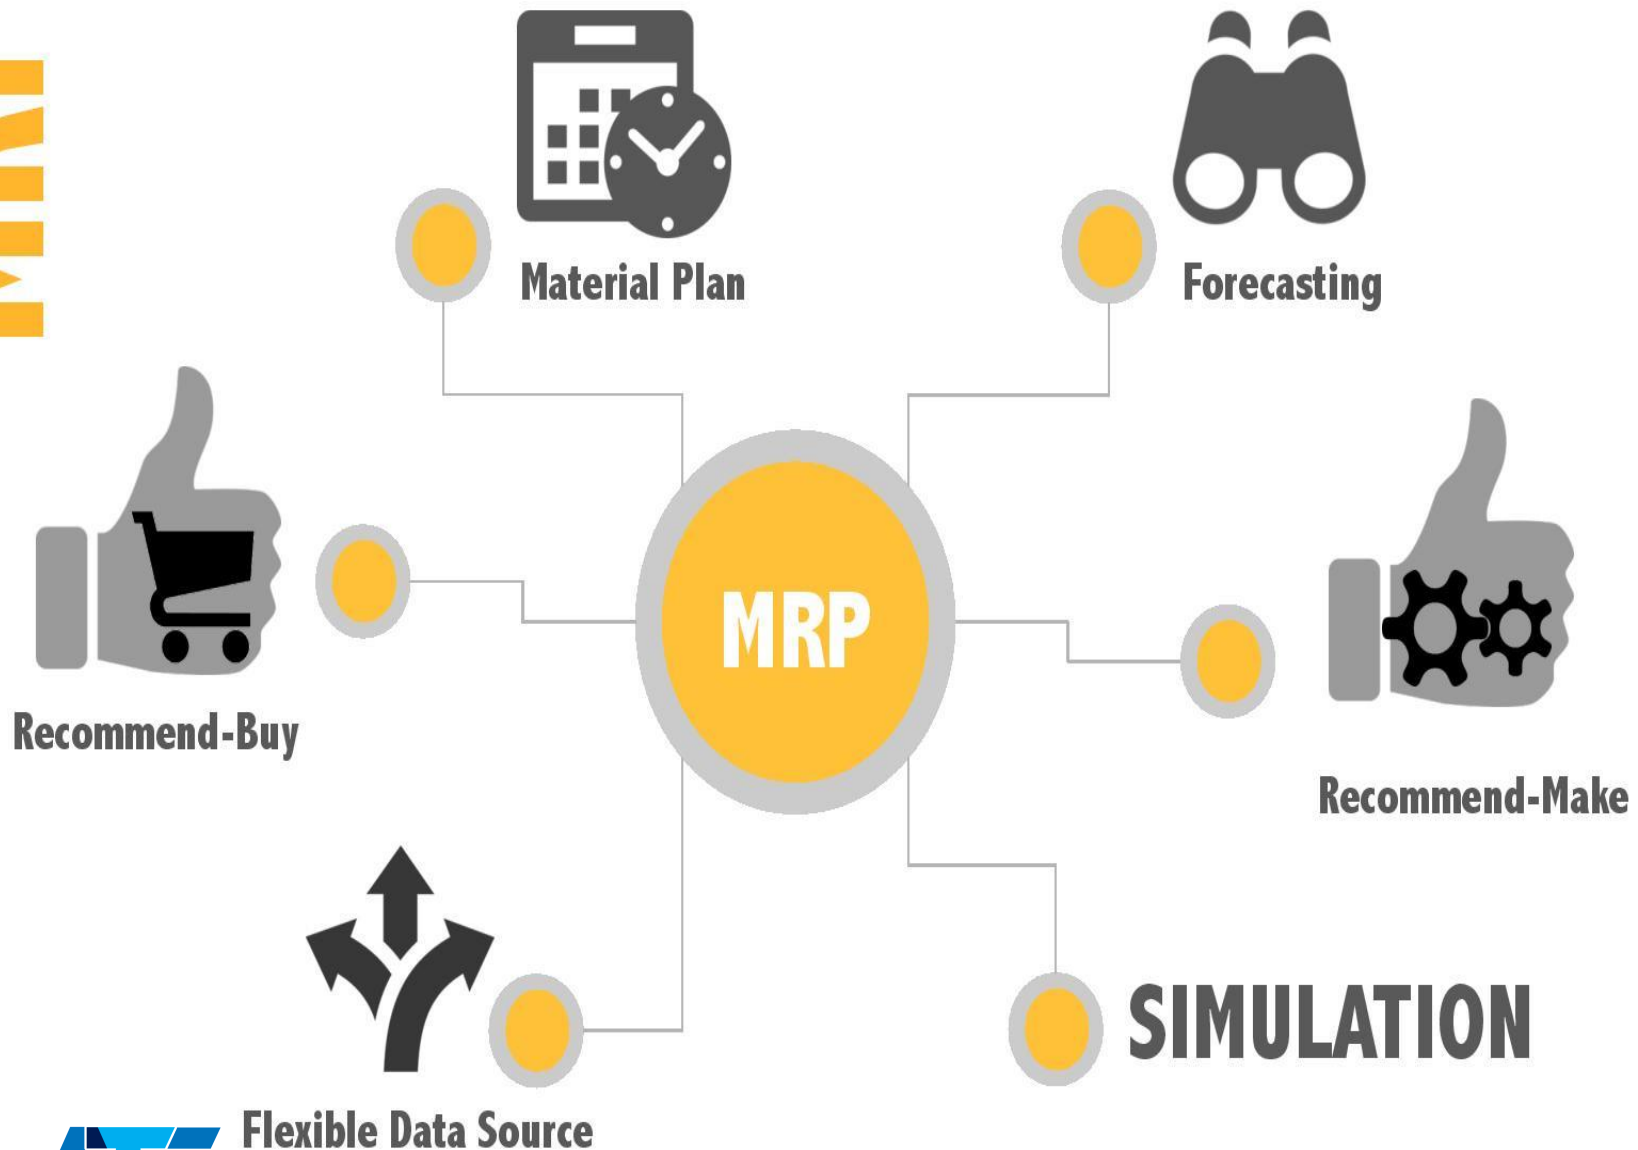 Material Plan
Forecasting
MRP
Recommend-Buy
Recommend-Make
SIMULATION
Flexible Data Source